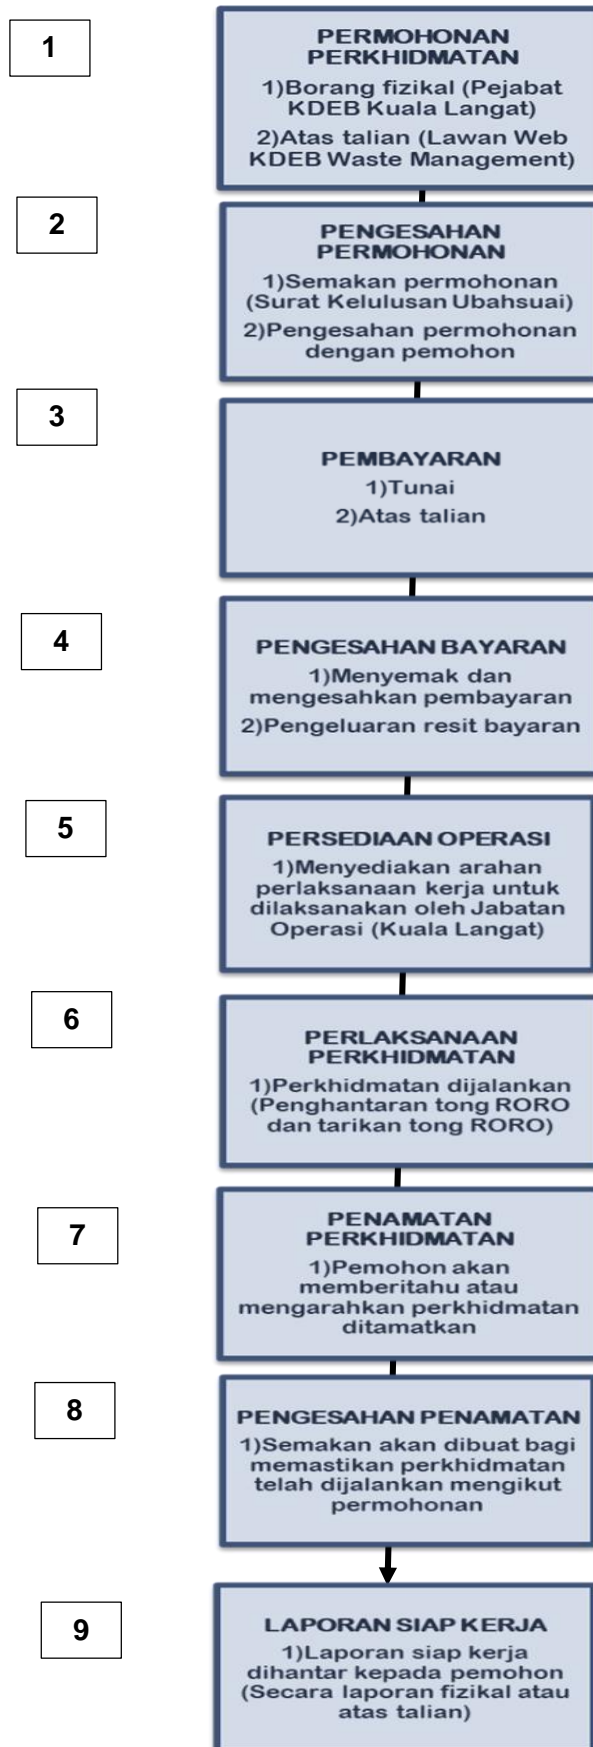 1
PERMOHONAN
PERKHIDMATAN
1)Borang fizikal (Pejabat
KDEB Kuala Langat)
2)Atas talian (Lawan Web
KDEB Waste Management)
2
PENGESAHAN
PERMOHONAN
1)Semakan permohonan
(Surat Kelulusan Ubahsuai)
2)Pengesahan permohonan
dengan pemohon
3
PEMBAYARAN
1)Tunai
2)Atas talian
4
PENGESAHAN BAYARAN
1)Menyemak dan
mengesahkan pembayaran
2)Pengeluaran resit bayaran
5
PERSEDIAAN OPERASI
1)Menyediakan arahan
perlaksanaan kerja untuk
dilaksanakan oleh Jabatan
Operasi (Kuala Langat)
6
PERLAKSANAAN
PERKHIDMATAN
1)Perkhidmatan dijalankan
(Penghantaran tong RORO
dan tarikan tong RORO)
7
PENAMATAN
PERKHIDMATAN
1)Pemohon akan
memberitahu atau
mengarahkan perkhidmatan
ditamatkan
8
PENGESAHAN PENAMATAN
1)Semakan akan dibuat bagi
memastikan perkhidmatan
telah dijalankan mengikut
permohonan
9
LAPORAN SIAP KERJA
1)Laporan siap kerja
dihantar kepada pemohon
(Secara laporan fizikal atau
atas talian)